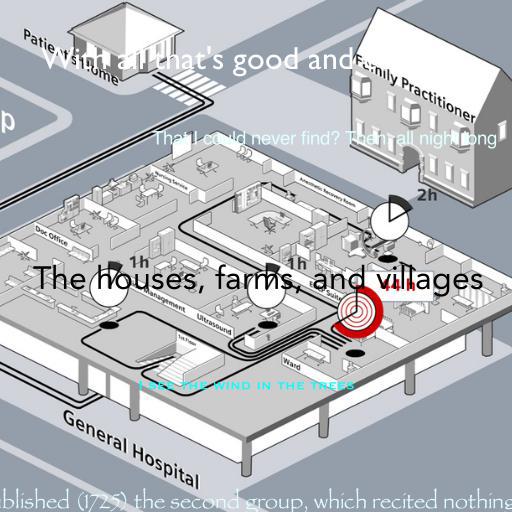 With all that's good and
Patient's Home
Family Practitioner
p
That I could never find? Then, all night long
Nursing Service
Anesthetic Recovery Room
2h
Doc Office
1h
1h
The houses, farms, and villages
Management
Ultrasound
1st Floor
Ward
I see the wind in the trees
General Hospital
ublished (1725) the second group, which recited nothing